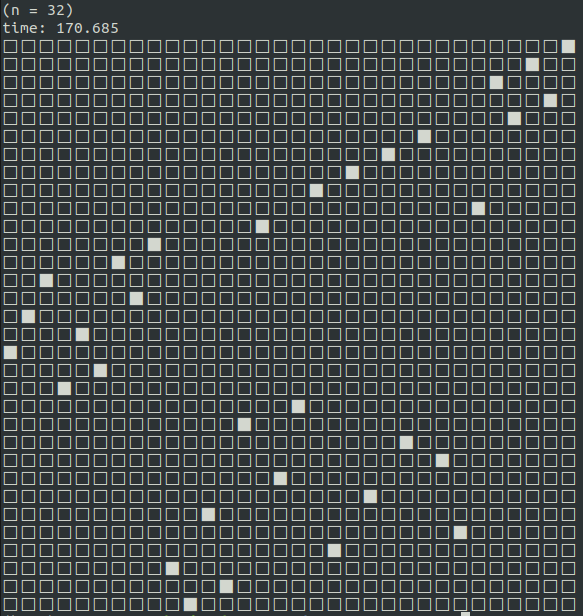 (n = 32)
time: 170.685